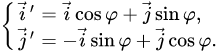 { i⃗ ′ = i⃗ cos φ + j⃗ sin φ,
j⃗ ′ = −i⃗ sin φ + j⃗ cos φ.